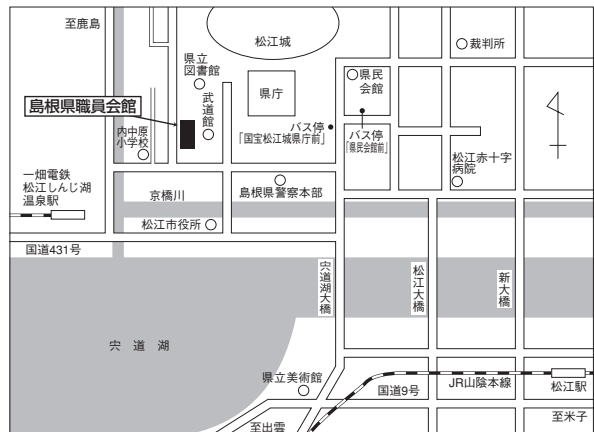 至鹿島
松江城
裁判所
県立
図書館
県庁
県民
会館
島根県職員会館
武道館
内中原
小学校
バス停
「国宝松江城県庁前」
バス停
「県民会館前」
松江赤十字
病院
一畑電鉄
松江しんじ湖
温泉駅
京橋川
島根県警察本部
松江市役所
国道431号
宍道湖大橋
松江大橋
新大橋
宍道湖
県立美術館
国道9号
JR山陰本線
松江駅
至出雲
至米子